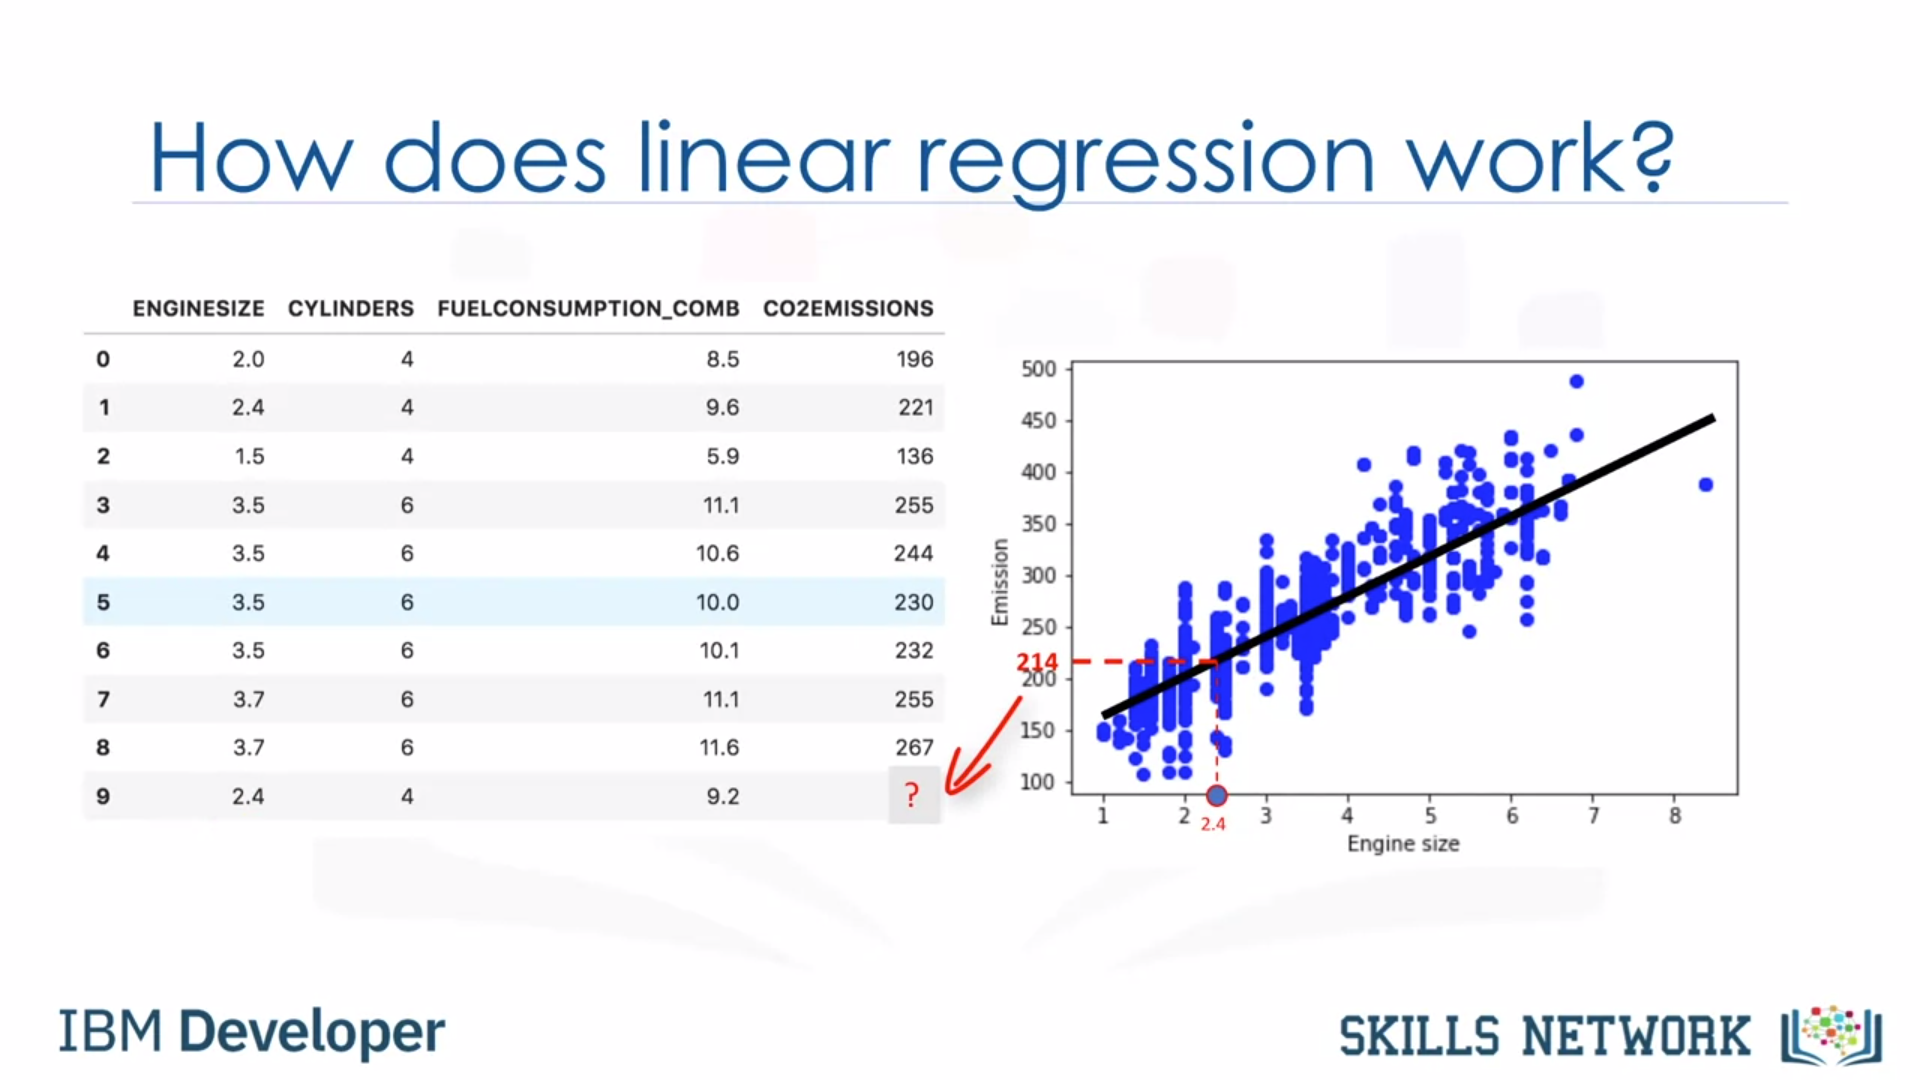 How does linear regression work?
ENGINESIZE CYLINDERS FUELCONSUMPTION_COMB CO2EMISSIONS
0 2.0 4 8.5 196
1 2.4 4 9.6 221
2 1.5 4 5.9 136
3 3.5 6 11.1 255
4 3.5 6 10.6 244
5 3.5 6 10.0 230
6 3.5 6 10.1 232
7 3.7 6 11.1 255
8 3.7 6 11.6 267
9 2.4 4 9.2 ?
500
450
400
350
300
250
214
200
150
100
Emission
1 2 3 4 5 6 7 8
2.4
Engine size
IBM Developer
SKILLS NETWORK